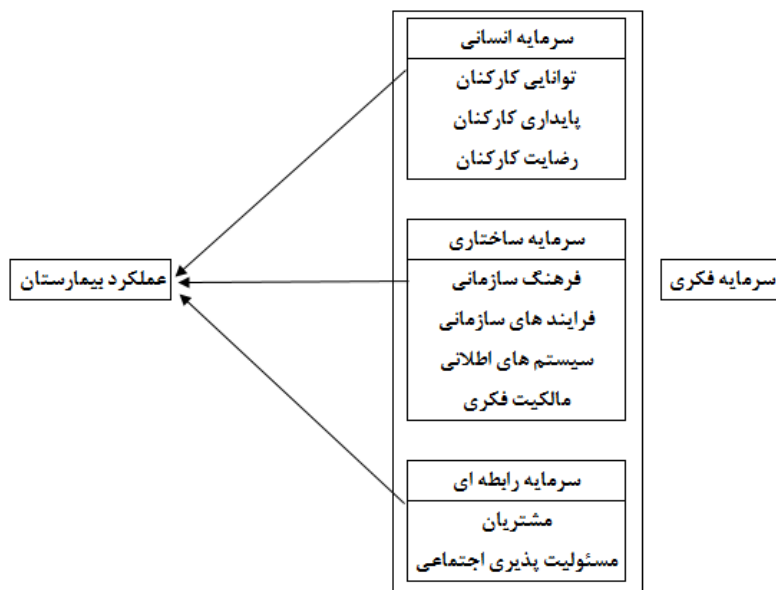 سرمایه انسانی
توانایی کارکنان
پایداری کارکنان
رضایت کارکنان
سرمایه ساختاری
فرهنگ سازمانی
فرایند های سازمانی
سیستم های اطلاتی
مالکیت فکری
سرمایه رابطه ای
مشتریان
مسئولیت پذیری اجتماعی
سرمایه فکری
عملکرد بیمارستان